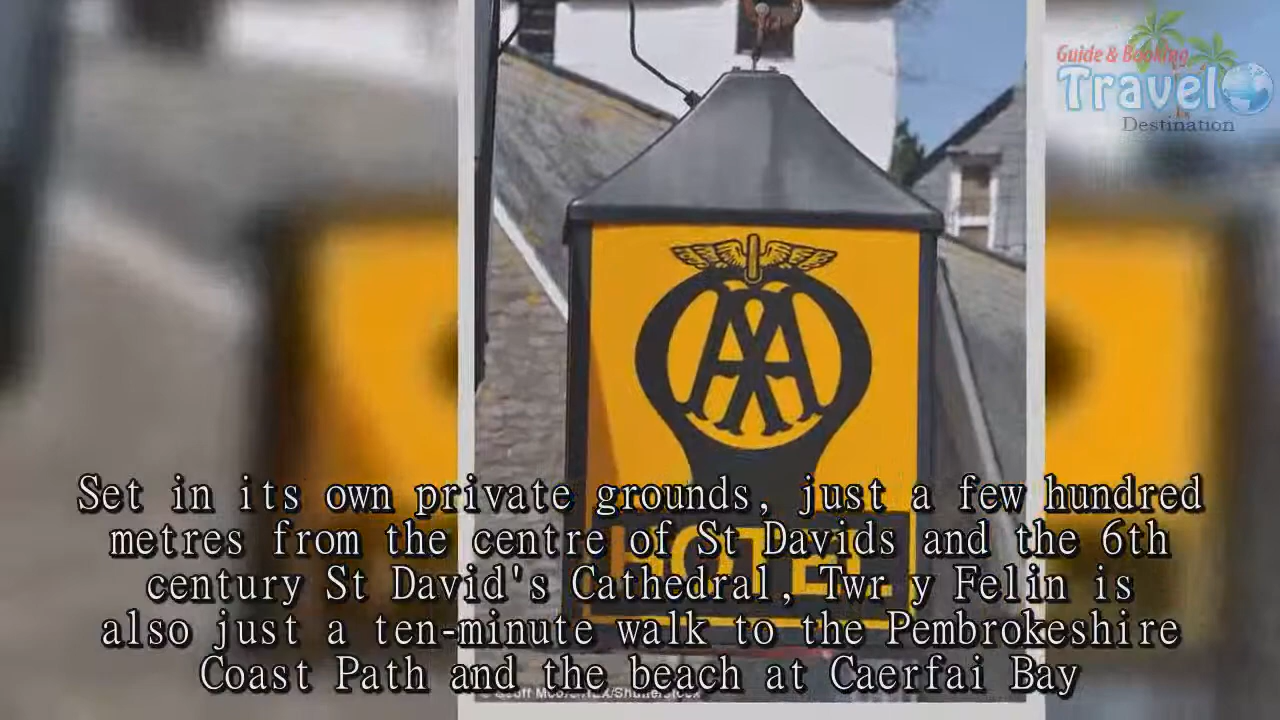 Guide & Booking
Travel
Destination
AA
HOTEL
Set in its own private grounds, just a few hundred
metres from the centre of St Davids and the 6th
century St David's Cathedral, Twr y Felin is
also just a ten-minute walk to the Pembrokeshire
Coast Path and the beach at Caerfai Bay